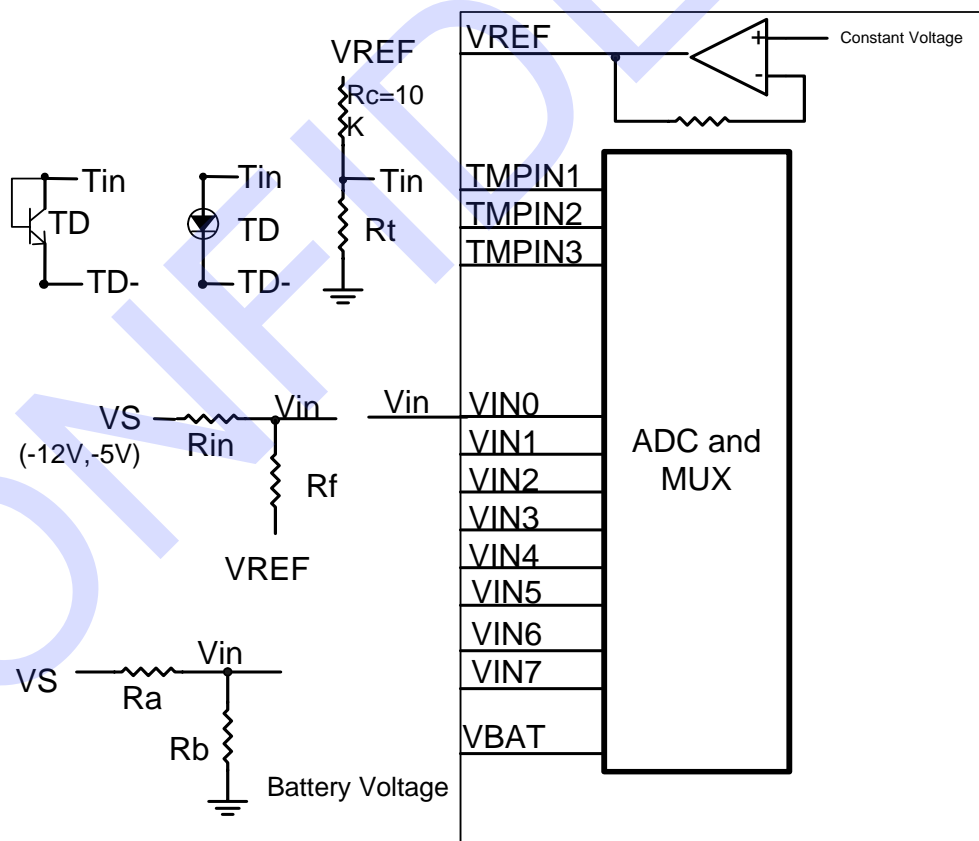 VREF
Constant Voltage
+
-
VREF
Rc=10
K
Tin
Rt
Tin
TD
TD-
Tin
TD
TD-
TMPIN1
TMPIN2
TMPIN3
VS
(-12V,-5V)
Rin
Vin
Rf
VREF
Vin
VIN0
VIN1
VIN2
VIN3
VIN4
VIN5
VIN6
VIN7
VBAT
ADC and
MUX
VS
Ra
Vin
Rb
Battery Voltage
ONFIDE